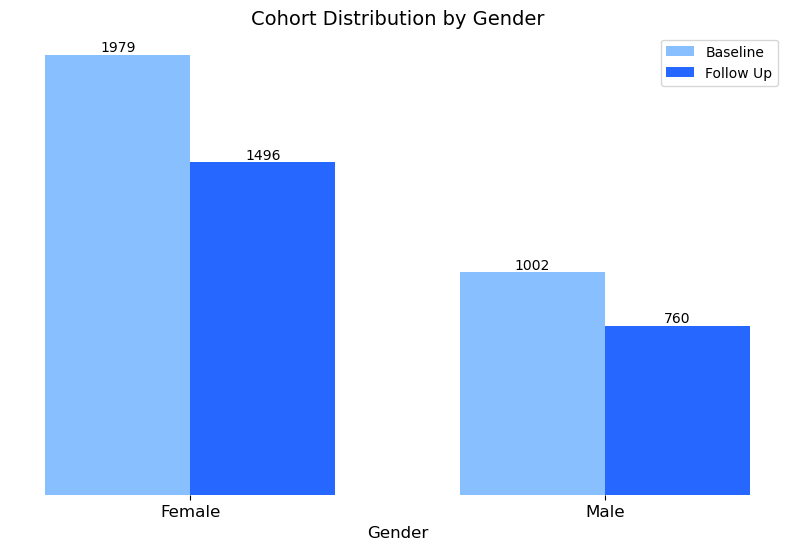 Cohort Distribution by Gender
1979
1496
1002
760
Baseline
Follow Up
Female
Male
Gender